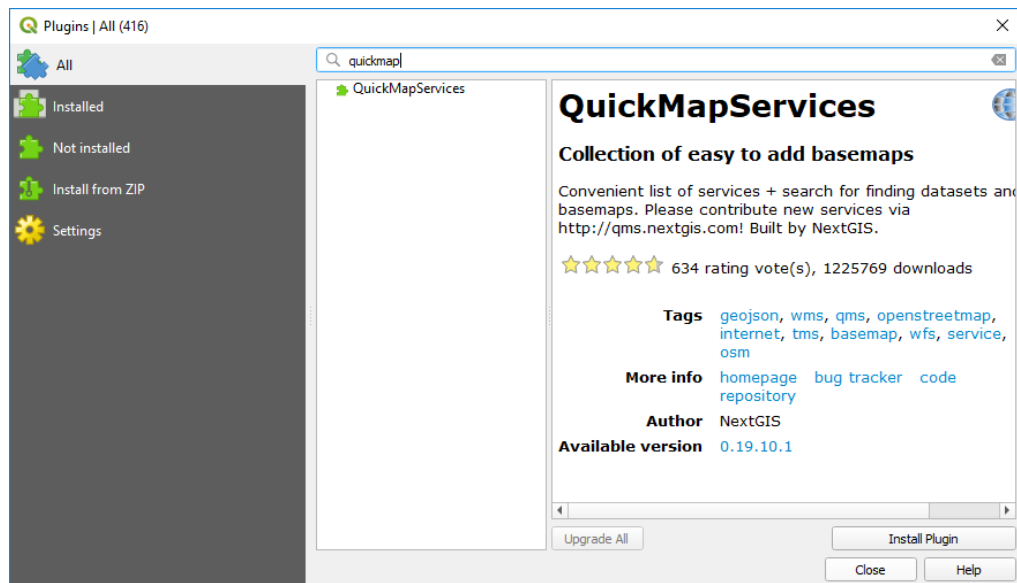 Plugins | All (416)
All
Installed
Not installed
Install from ZIP
Settings
quickmap
QuickMapServices
QuickMapServices
Collection of easy to add basemaps
Convenient list of services + search for finding datasets and
basemaps. Please contribute new services via
http://qms.nextgis.com! Built by NextGIS.
634 rating vote(s), 1225769 downloads
Tags geojson, wms, qms, openstreetmap,
internet, tms, basemap, wfs, service,
osm
More info homepage bug tracker code
repository
Author NextGIS
Available version 0.19.10.1
Upgrade All
Install Plugin
Close
Help